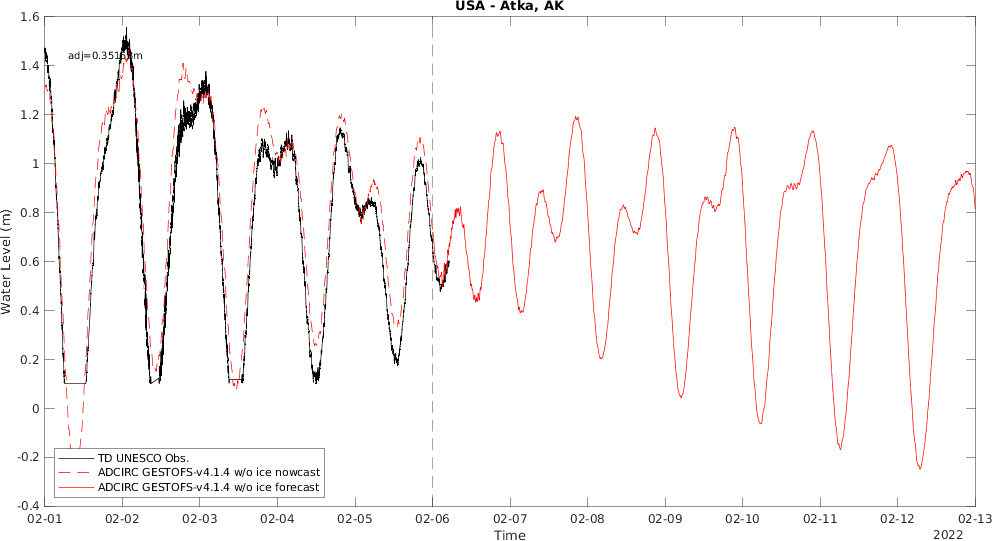 USA - Atka, AK
1.6
1.4
1.2
1
0.8
0.6
0.4
0.2
0
-0.2
-0.4
Water Level (m)
TD UNESCO Obs.
ADCIRC GESTOFS-v4.1.4 w/o ice nowcast
ADCIRC GESTOFS-v4.1.4 w/o ice forecast
02-01 02-02 02-03 02-04 02-05 02-06 02-07 02-08 02-09 02-10 02-11 02-12 02-13
Time
2022